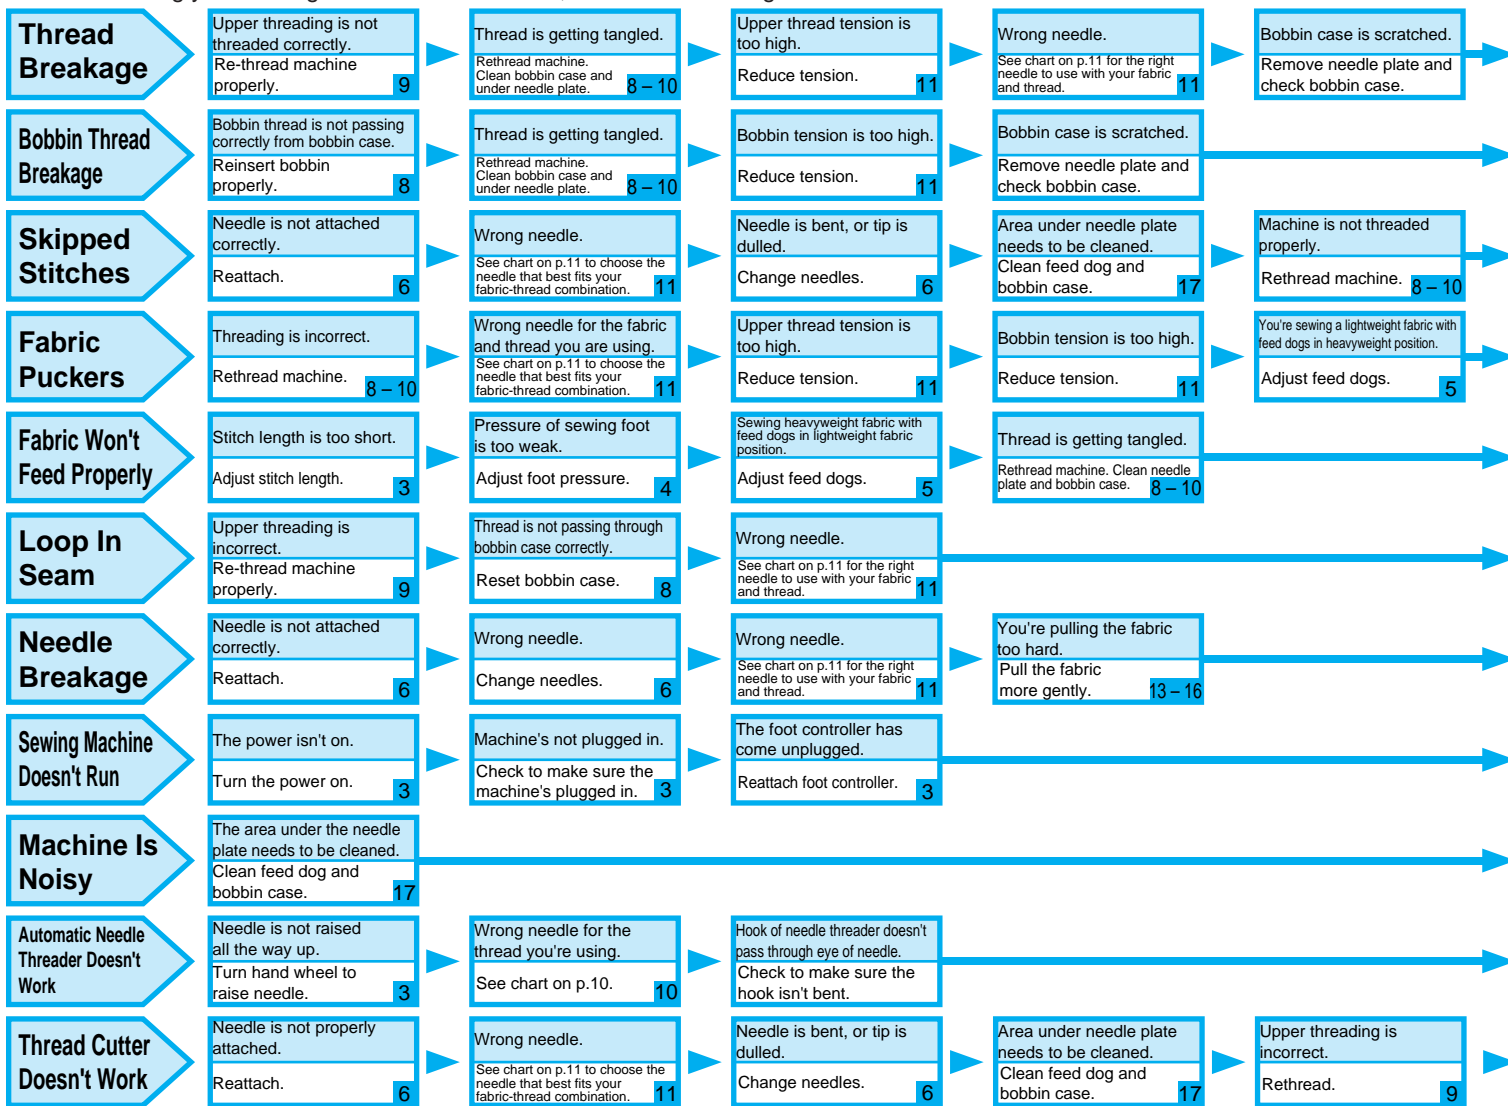 Thread
Breakage
Upper threading is not
threaded correctly.
Re-thread machine
properly.
9
Thread is getting tangled.
Rethread machine.
Clean bobbin case and
under needle plate.
8 – 10
Upper thread tension is
too high.
Reduce tension.
11
Wrong needle.
See chart on p.11 for the right
needle to use with your fabric
and thread.
11
Bobbin case is scratched.
Remove needle plate and
check bobbin case.
Bobbin Thread
Breakage
Bobbin thread is not passing
correctly from bobbin case.
Reinsert bobbin
properly.
8
Thread is getting tangled.
Rethread machine.
Clean bobbin case and
under needle plate.
8 – 10
Bobbin tension is too high.
Reduce tension.
11
Bobbin case is scratched.
Remove needle plate and
check bobbin case.
Skipped
Stitches
Needle is not attached
correctly.
Reattach.
6
Wrong needle.
See chart on p.11 to choose the
needle that best fits your
fabric-thread combination.
11
Needle is bent, or tip is
dulled.
Change needles.
6
Area under needle plate
needs to be cleaned.
Clean feed dog and
bobbin case.
17
Machine is not threaded
properly.
Rethread machine.
8 – 10
Fabric
Puckers
Threading is incorrect.
Rethread machine.
8 – 10
Wrong needle for the fabric
and thread you are using.
See chart on p.11 to choose the
needle that best fits your
fabric-thread combination.
11
Upper thread tension is
too high.
Reduce tension.
11
Bobbin tension is too high.
Reduce tension.
11
You're sewing a lightweight fabric with
feed dogs in heavyweight position.
Adjust feed dogs.
5
Fabric Won't
Feed Properly
Stitch length is too short.
Adjust stitch length.
3
Pressure of sewing foot
is too weak.
Adjust foot pressure.
4
Sewing heavyweight fabric with
feed dogs in lightweight fabric
position.
Adjust feed dogs.
5
Thread is getting tangled.
Rethread machine. Clean needle
plate and bobbin case.
8 – 10
Loop In
Seam
Upper threading is
incorrect.
Re-thread machine
properly.
9
Thread is not passing through
bobbin case correctly.
Reset bobbin case.
8
Wrong needle.
See chart on p.11 for the right
needle to use with your fabric
and thread.
11
Needle
Breakage
Needle is not attached
correctly.
Reattach.
6
Wrong needle.
Change needles.
6
Wrong needle.
See chart on p.11 for the right
needle to use with your fabric
and thread.
11
You're pulling the fabric
too hard.
Pull the fabric
more gently.
13 – 16
Sewing Machine
Doesn't Run
The power isn't on.
Turn the power on.
3
Machine's not plugged in.
Check to make sure the
machine's plugged in.
3
The foot controller has
come unplugged.
Reattach foot controller.
3
Machine Is
Noisy
The area under the needle
plate needs to be cleaned.
Clean feed dog and
bobbin case.
17
Automatic Needle
Threader Doesn't
Work
Needle is not raised
all the way up.
Turn hand wheel to
raise needle.
3
Wrong needle for the
thread you're using.
See chart on p.10.
10
Hook of needle threader doesn't
pass through eye of needle.
Check to make sure the
hook isn't bent.
Thread Cutter
Doesn't Work
Needle is not properly
attached.
Reattach.
6
Wrong needle.
See chart on p.11 to choose the
needle that best fits your
fabric-thread combination.
11
Needle is bent, or tip is
dulled.
Change needles.
6
Area under needle plate
needs to be cleaned.
Clean feed dog and
bobbin case.
17
Upper threading is
incorrect.
Rethread.
9